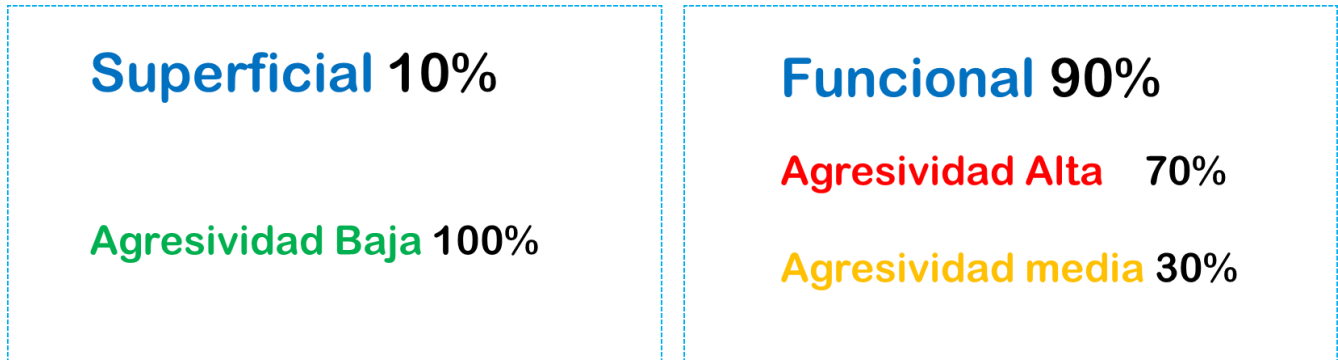 Superficial 10%
Agresividad Baja 100%
Funcional 90%
Agresividad Alta 70%
Agresividad media 30%